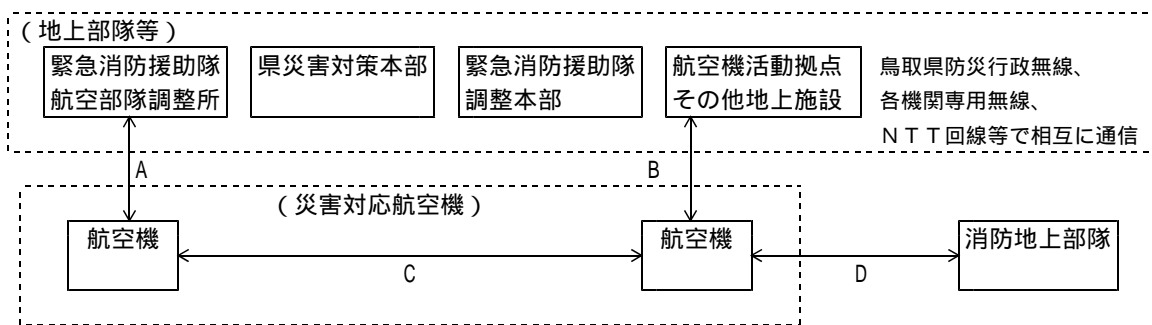 （地上部隊等）
緊急消防援助隊
航空部隊調整所
県災害対策本部
緊急消防援助隊
調整本部
航空機活動拠点
その他地上施設
鳥取県防災行政無線、
各機関専用無線、
ＮＴＴ回線等で相互に通信
A
B
（災害対応航空機）
航空機
航空機
消防地上部隊
C
D